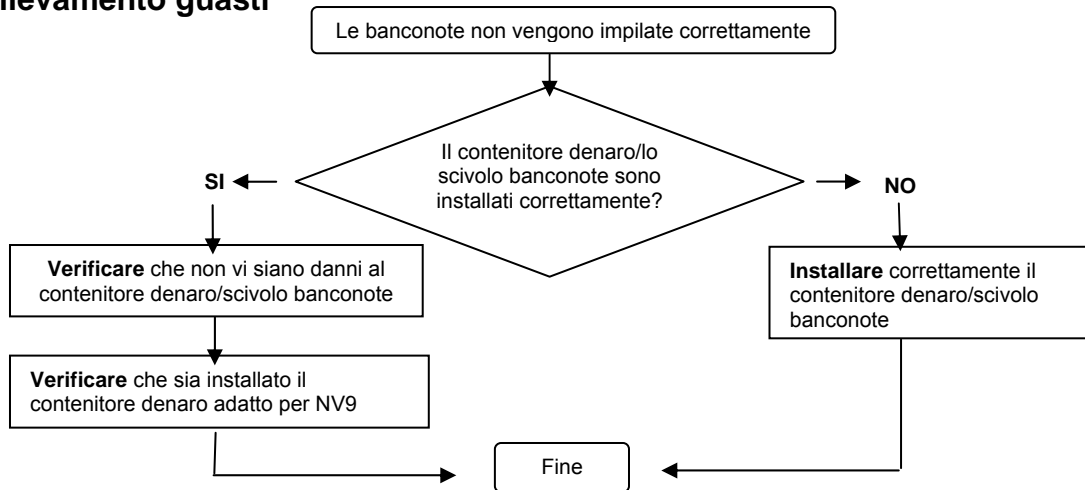 guasti
Le banconote non vengono impilate correttamente
Il contenitore denaro/lo
scivolo banconote sono
installati correttamente?
SI
NO
Verificare che non vi siano danni al
contenitore denaro/scivolo banconote
Installare correttamente il
contenitore denaro/scivolo
banconote
Verificare che sia installato il
contenitore denaro adatto per NV9
Fine